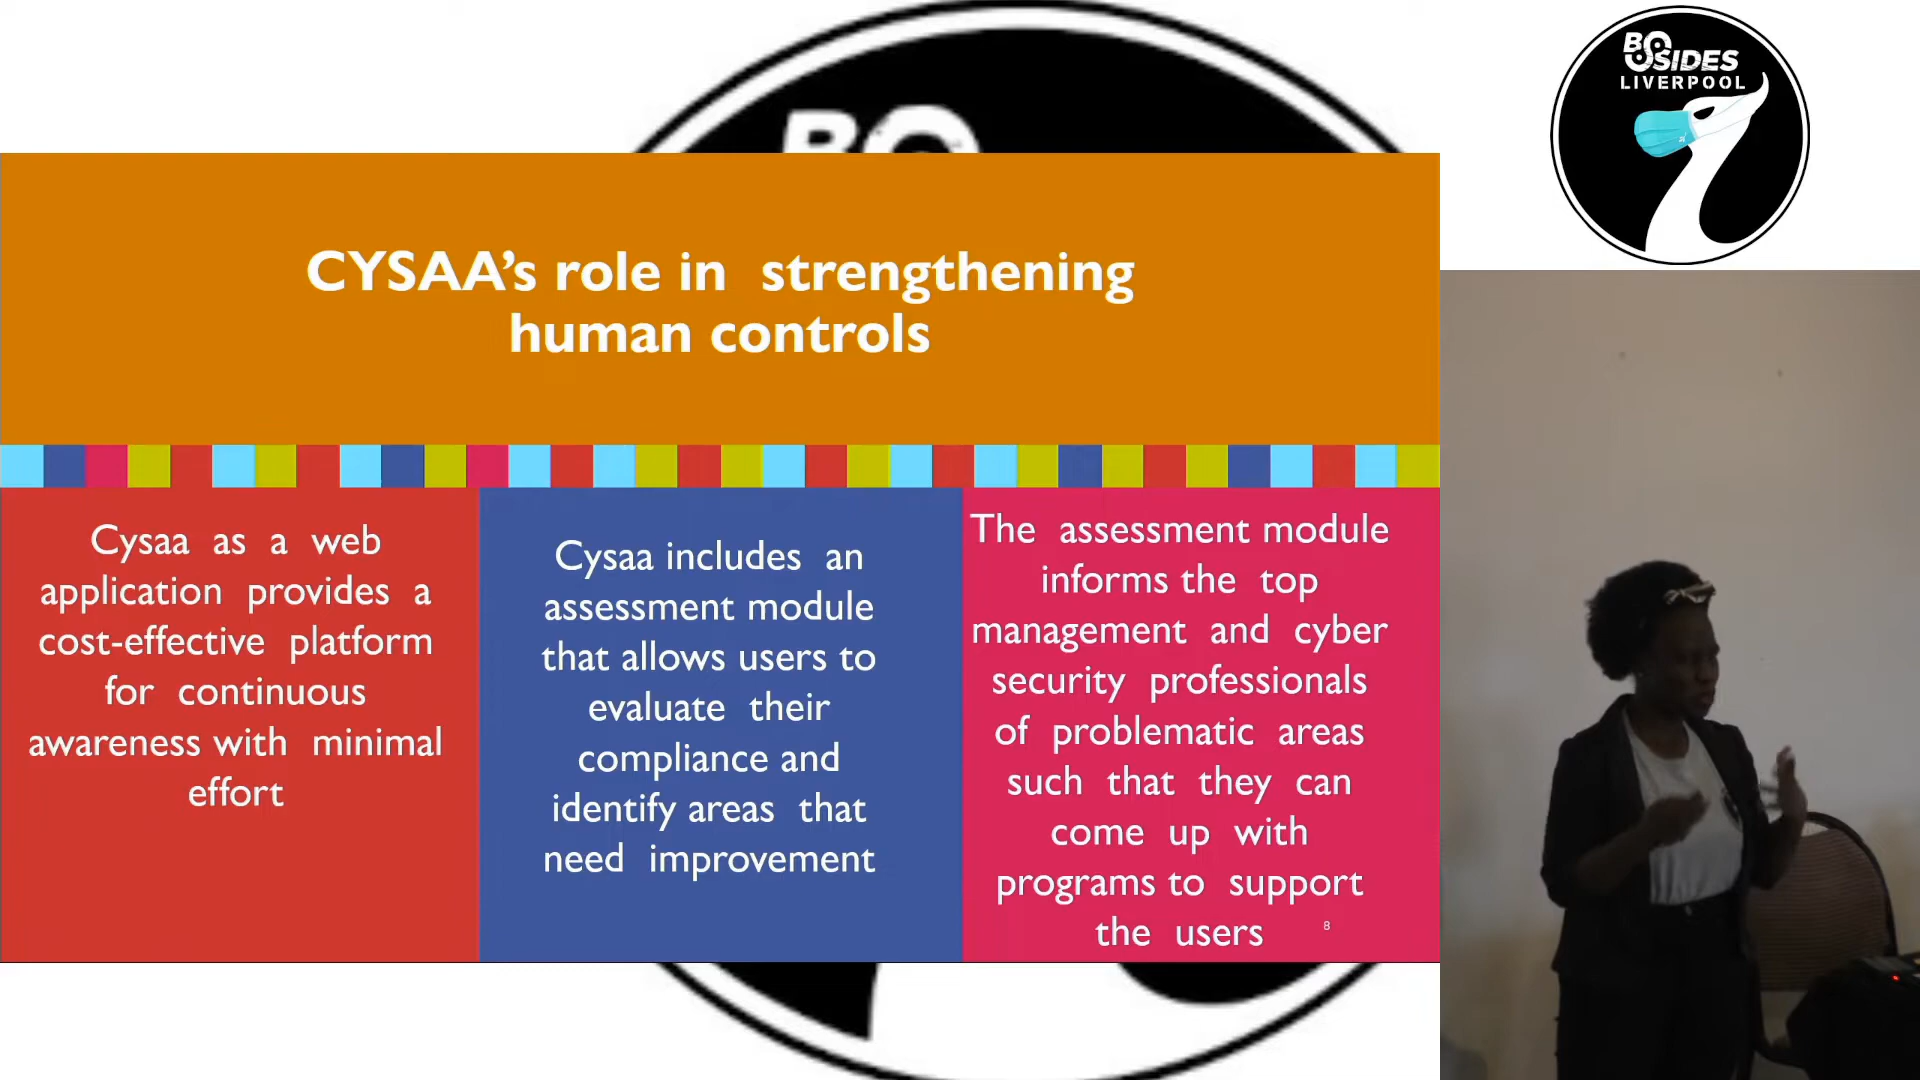 BSIDES
LIVERPOOL
CYSAA's role in strengthening
human controls
Cysaa as a web
application provides a
cost-effective platform
for continuous
awareness with minimal
effort
Cysaa includes an
assessment module
that allows users to
evaluate their
compliance and
identify areas that
need improvement
The assessment module
informs the top
management and cyber
security professionals
of problematic areas
such that they can
come up with
programs to support
the users
8